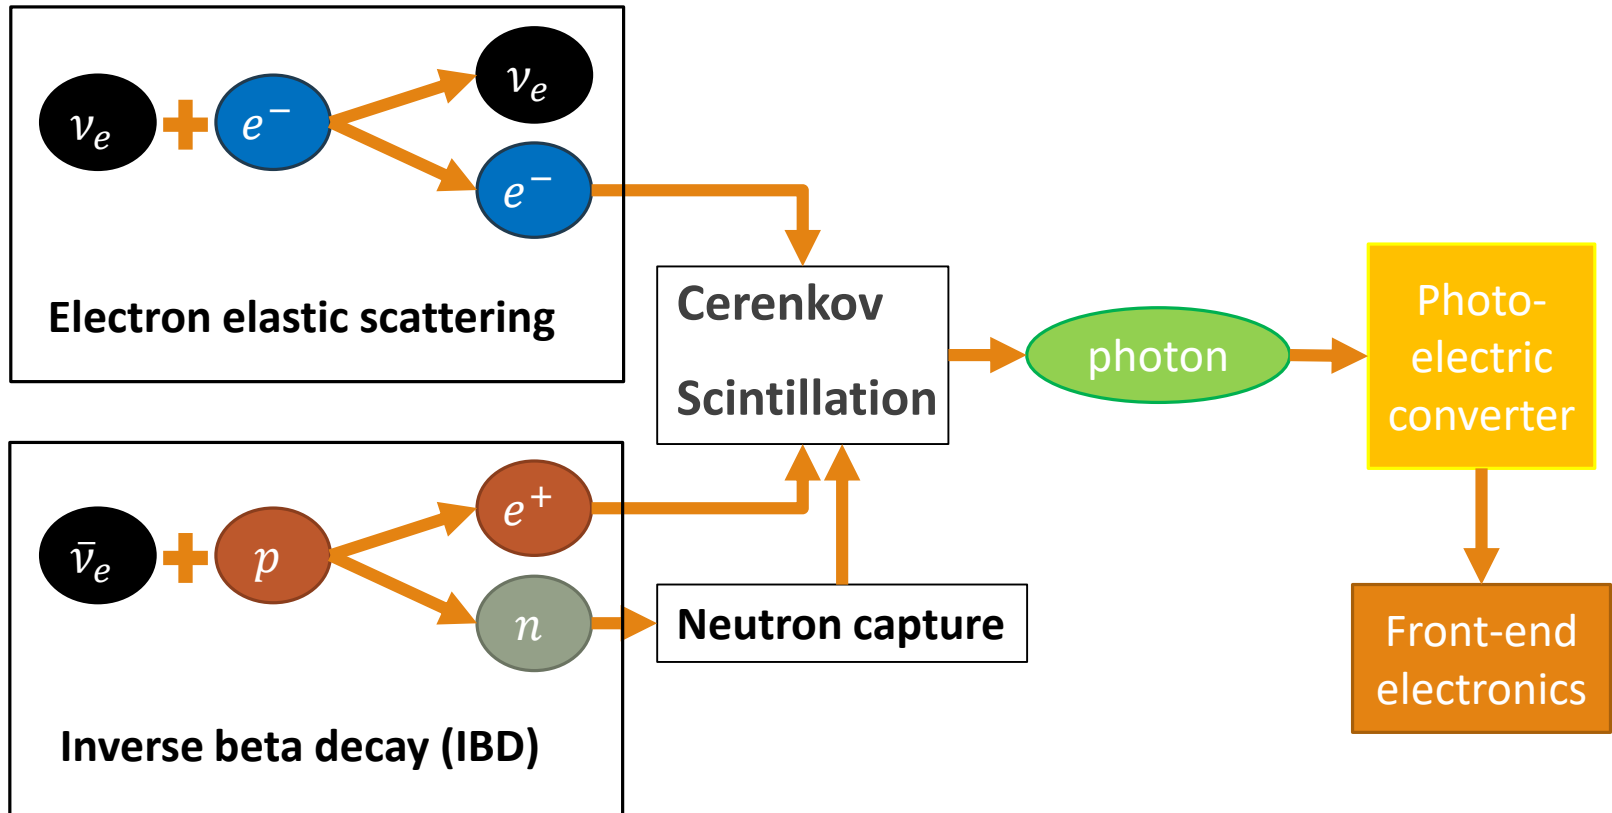 νₑ + e⁻
νₑ
e⁻
Electron elastic scattering
Cerenkov
Scintillation
photon
Photo-
electric
converter
ν̄ₑ + p
e⁺
n
Neutron capture
Front-end
electronics
Inverse beta decay (IBD)